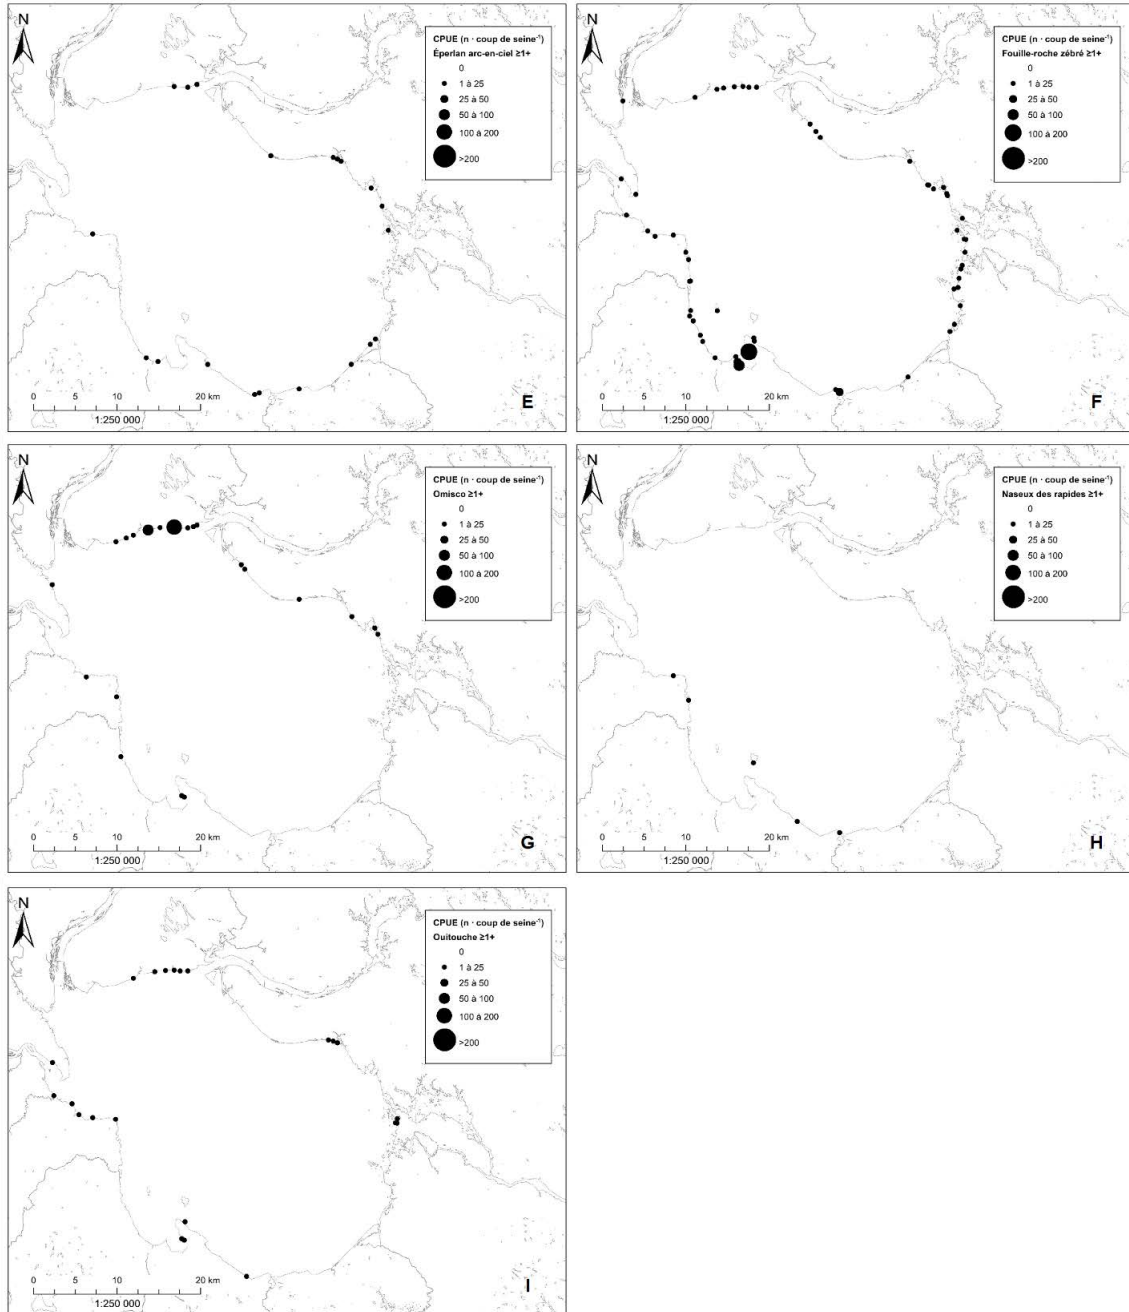 N
CPUE (n · coup de seine⁻¹)
Éperlan arc-en-ciel ≥1+
0
1 à 25
25 à 50
50 à 100
100 à 200
>200
0 5 10 20 km
1:250 000
E
N
CPUE (n · coup de seine⁻¹)
Fouille-roche zébré ≥1+
0
1 à 25
25 à 50
50 à 100
100 à 200
>200
0 5 10 20 km
1:250 000
F
N
CPUE (n · coup de seine⁻¹)
Omisco ≥1+
0
1 à 25
25 à 50
50 à 100
100 à 200
>200
0 5 10 20 km
1:250 000
G
N
CPUE (n · coup de seine⁻¹)
Naseux des rapides ≥1+
0
1 à 25
25 à 50
50 à 100
100 à 200
>200
0 5 10 20 km
1:250 000
H
N
CPUE (n · coup de seine⁻¹)
Ouitouche ≥1+
0
1 à 25
25 à 50
50 à 100
100 à 200
>200
0 5 10 20 km
1:250 000
I